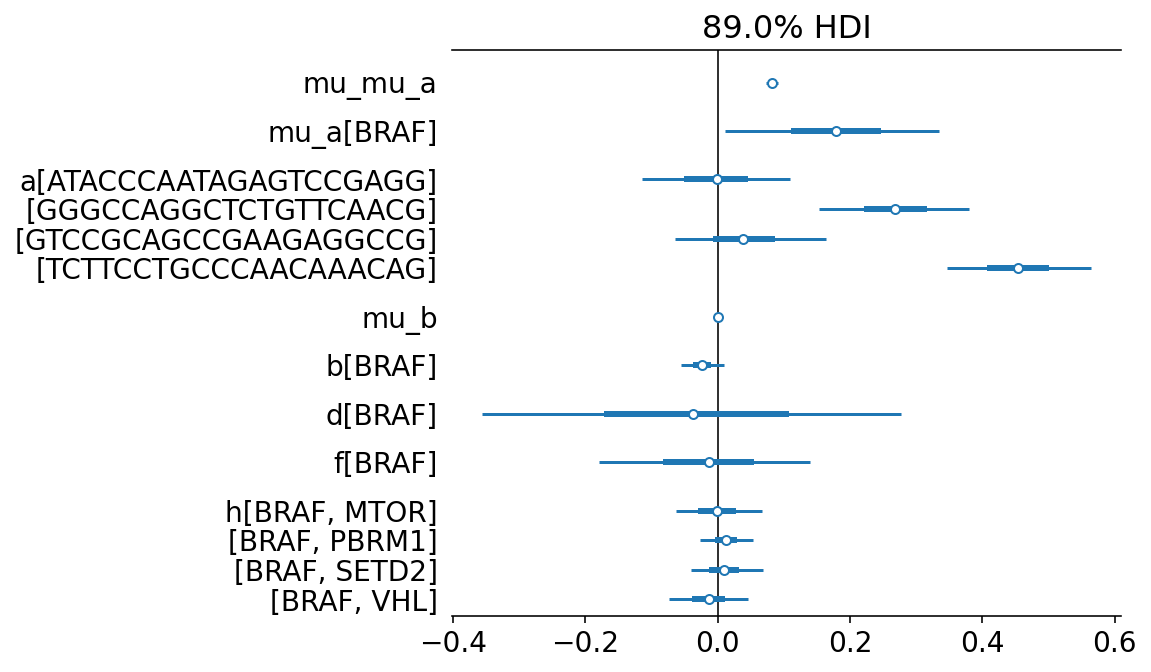 89.0% HDI
mu_mu_a
mu_a[BRAF]
a[ATACCCAATAGAGTCCGAGG]
[GGGCCAGGCTCTGTTCAACG]
[GTCCGCAGCCGAAGAGGCCG]
[TCTTCCTGCCCAACAAACAG]
mu_b
b[BRAF]
d[BRAF]
f[BRAF]
h[BRAF, MTOR]
[BRAF, PBRM1]
[BRAF, SETD2]
[BRAF, VHL]
−0.4 −0.2 0.0 0.2 0.4 0.6